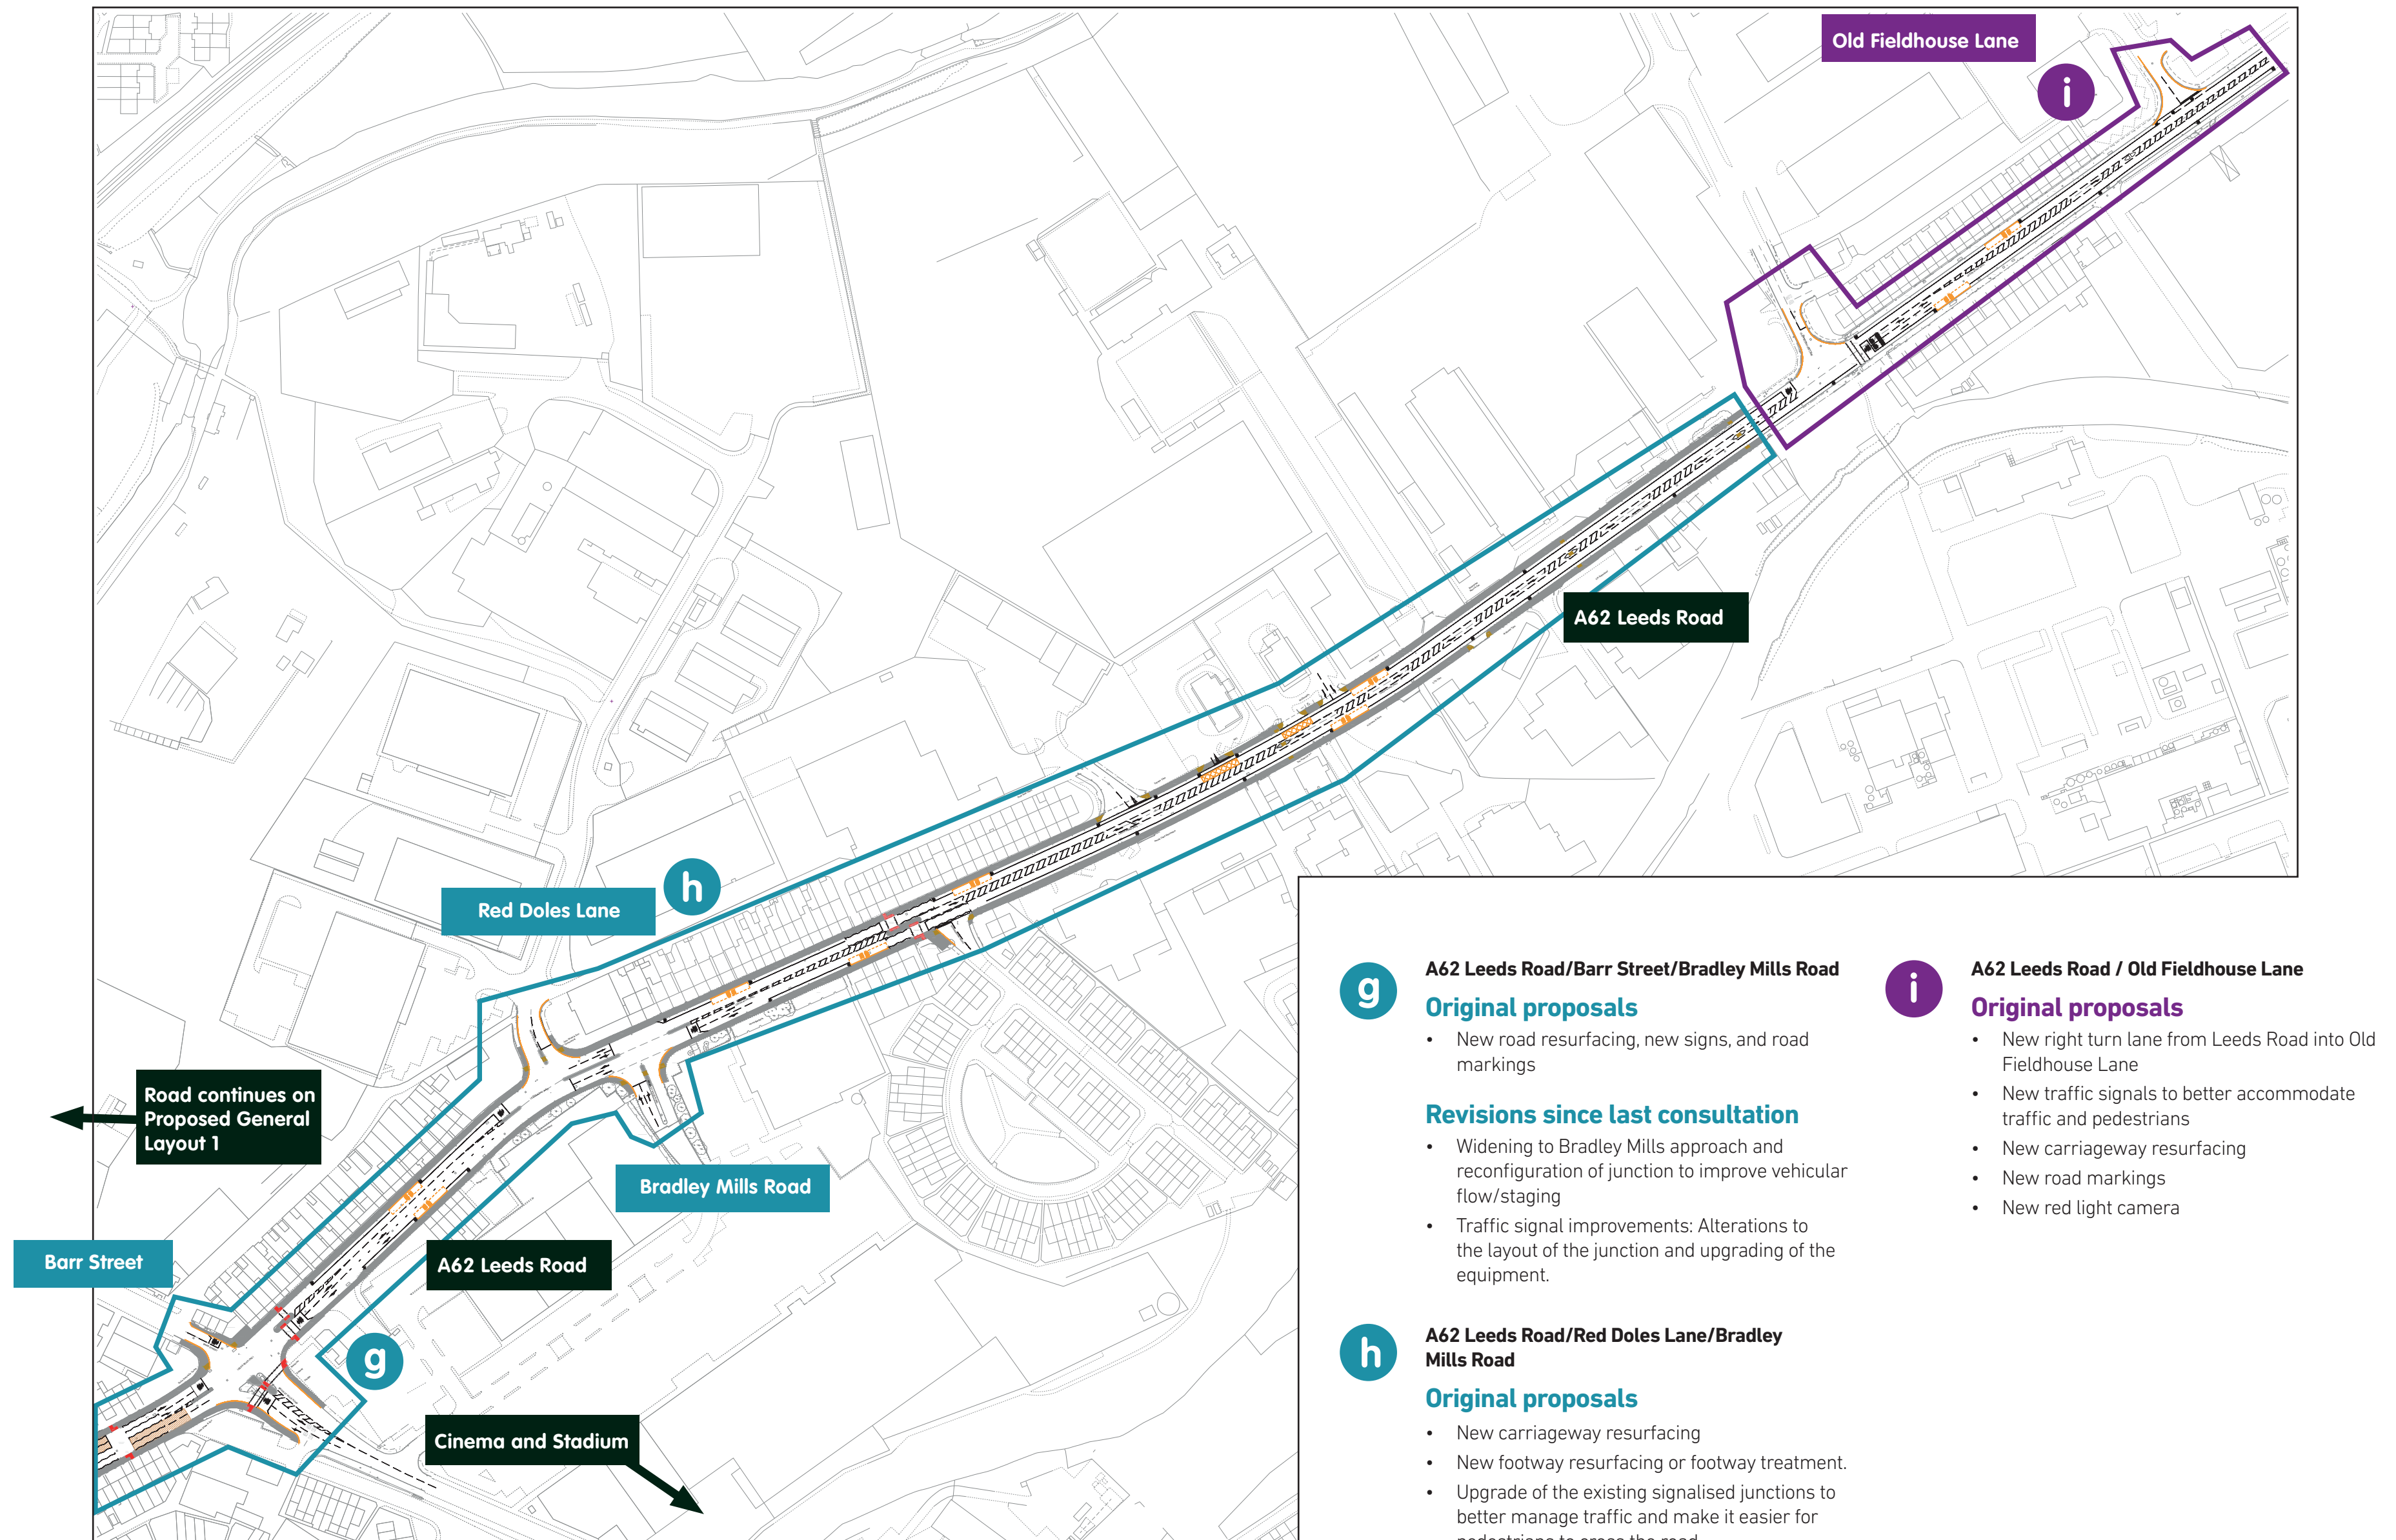 Old Fieldhouse Lane
i
A62 Leeds Road
h
Red Doles Lane
Road continues on
Proposed General
Layout 1
Bradley Mills Road
Barr Street
A62 Leeds Road
g
Cinema and Stadium
g
A62 Leeds Road/Barr Street/Bradley Mills Road
Original proposals
• New road resurfacing, new signs, and road
markings
Revisions since last consultation
• Widening to Bradley Mills approach and
reconfiguration of junction to improve vehicular
flow/staging
• Traffic signal improvements: Alterations to
the layout of the junction and upgrading of the
equipment.
h
A62 Leeds Road/Red Doles Lane/Bradley
Mills Road
Original proposals
• New carriageway resurfacing
• New footway resurfacing or footway treatment.
• Upgrade of the existing signalised junctions to
better manage traffic and make it easier for
pedestrians to cross the road
i
A62 Leeds Road / Old Fieldhouse Lane
Original proposals
• New right turn lane from Leeds Road into Old
Fieldhouse Lane
• New traffic signals to better accommodate
traffic and pedestrians
• New carriageway resurfacing
• New road markings
• New red light camera